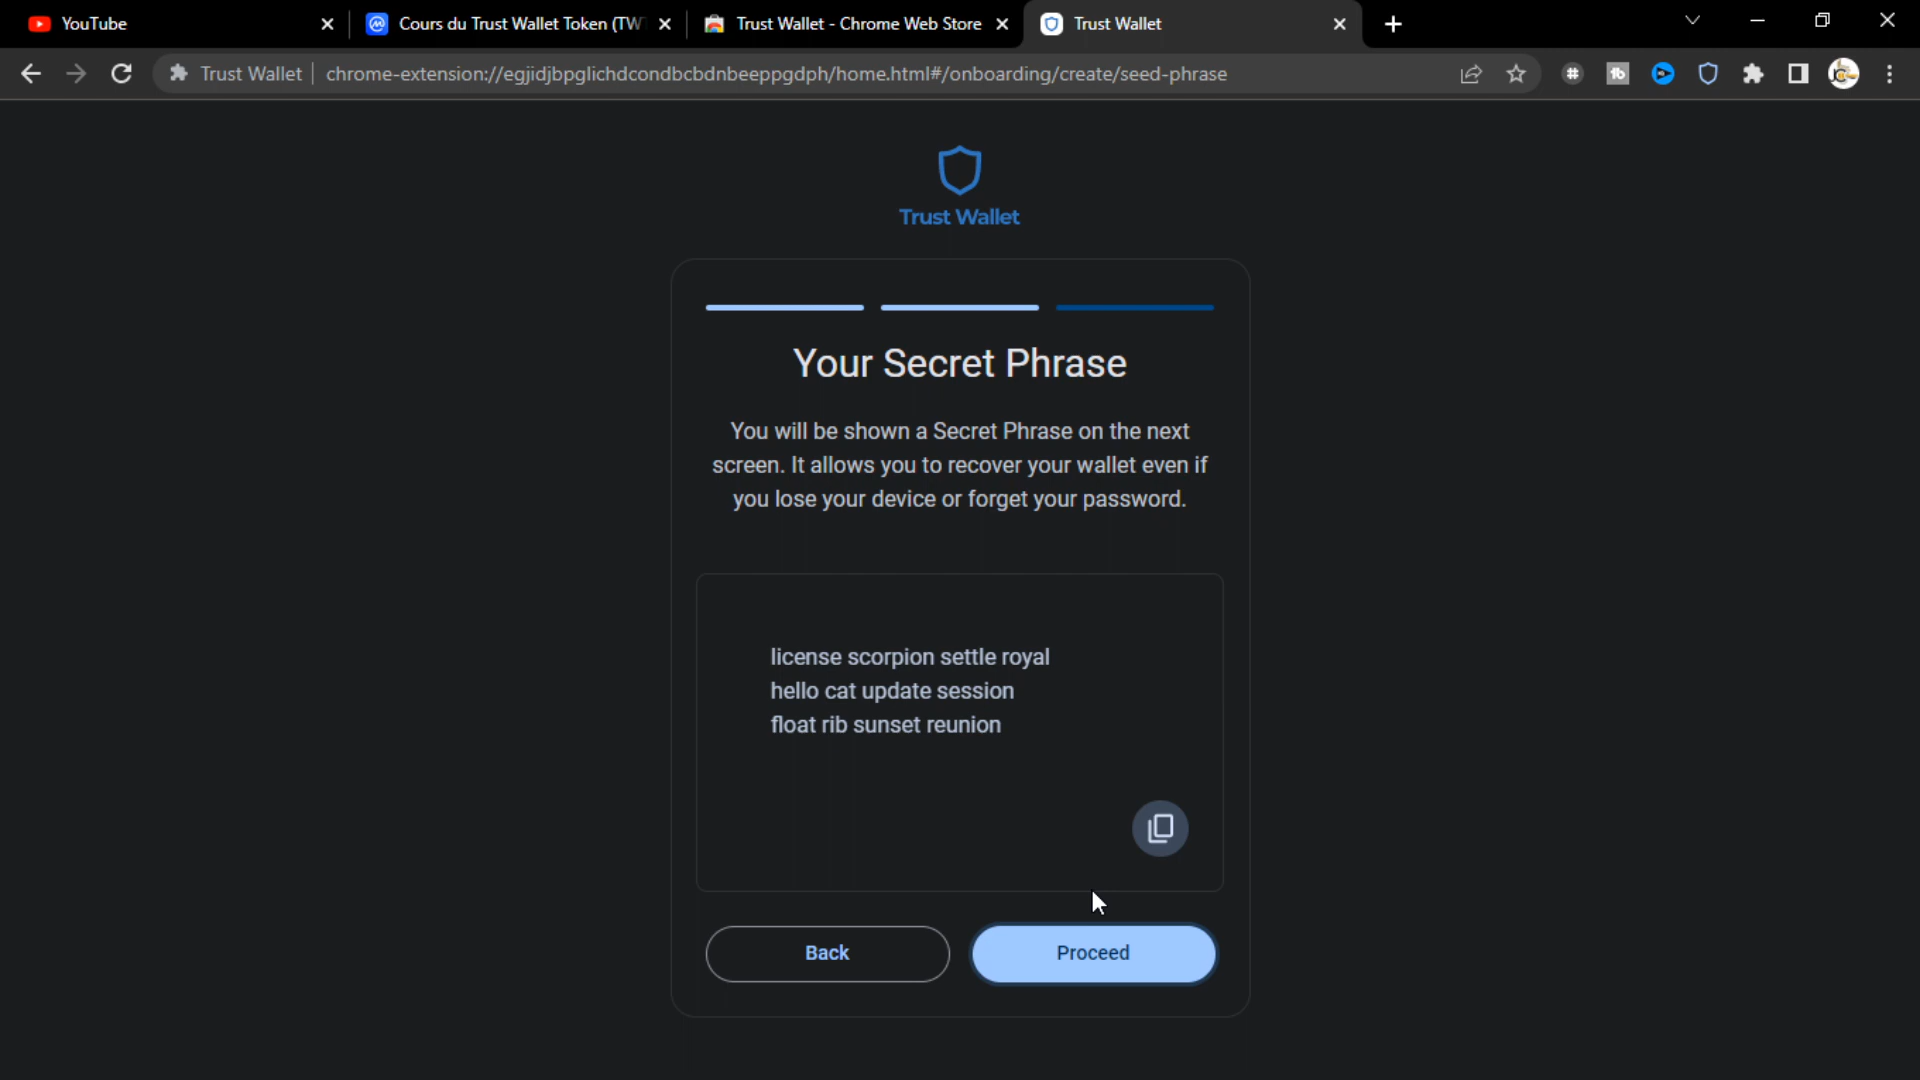 YouTube
Cours du Trust Wallet Token (TW
Trust Wallet - Chrome Web Store
Trust Wallet
Trust Wallet
chrome-extension://egjidjbpglichdcondbcbdnbeeppgdph/home.html#/onboarding/create/seed-phrase
Trust Wallet
Your Secret Phrase
You will be shown a Secret Phrase on the next
screen. It allows you to recover your wallet even if
you lose your device or forget your password.
license scorpion settle royal
hello cat update session
float rib sunset reunion
Back
Proceed